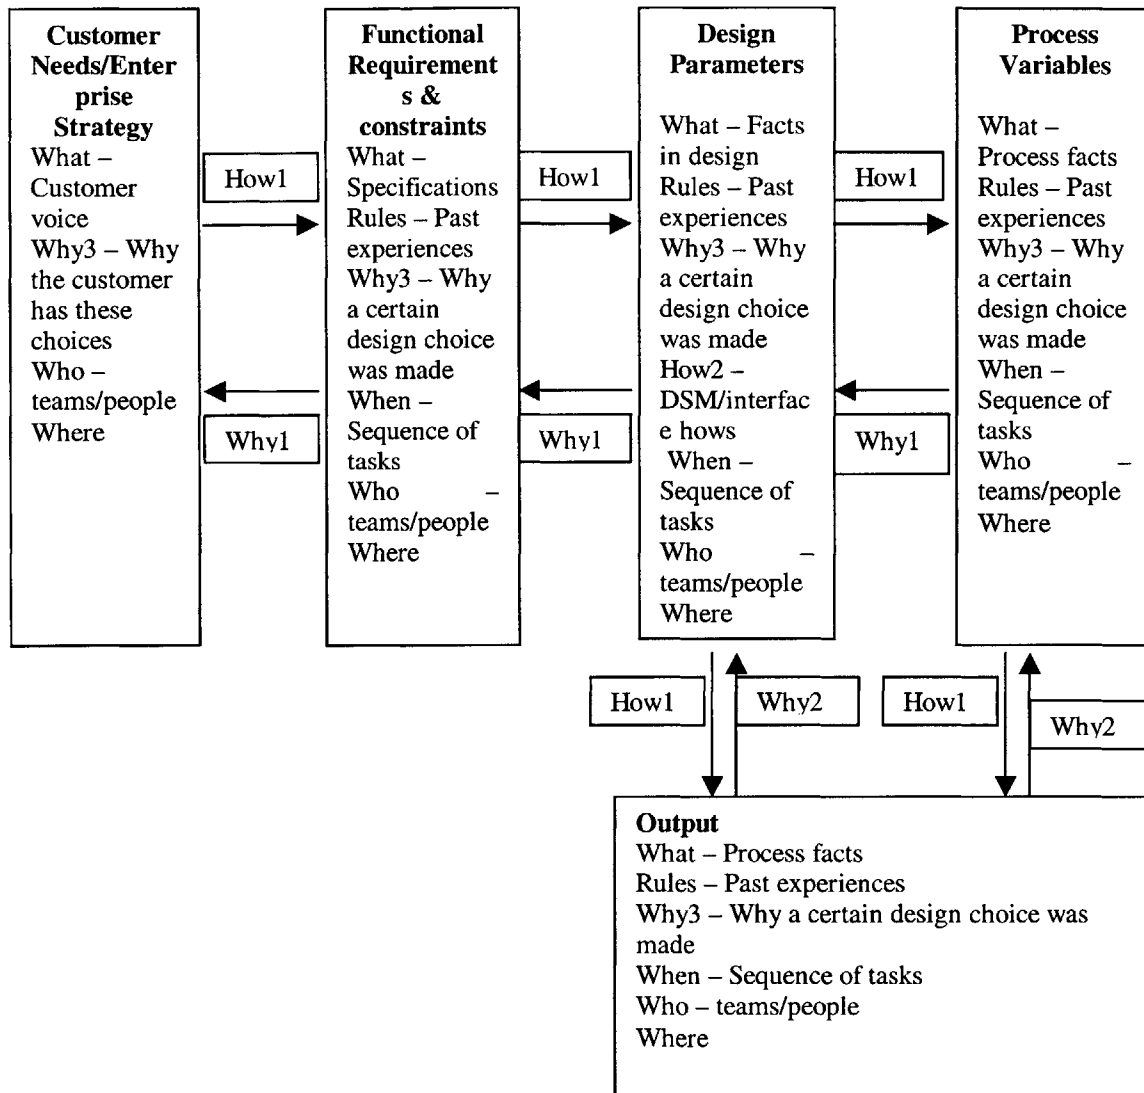 Customer
Needs/Enter
prise
Strategy
What –
Customer
voice
Why3 – Why
the customer
has these
choices
Who –
teams/people
Where
How1
Why1
Functional
Requirement
s &
constraints
What –
Specifications
Rules – Past
experiences
Why3 – Why
a certain
design choice
was made
When –
Sequence of
tasks
Who –
teams/people
Where
How1
Why1
Design
Parameters
What – Facts
in design
Rules – Past
experiences
Why3 – Why
a certain
design choice
was made
How2 –
DSM/interfac
e hows
When –
Sequence of
tasks
Who –
teams/people
Where
How1
Why1
Process
Variables
What –
Process facts
Rules – Past
experiences
Why3 – Why
a certain
design choice
was made
When –
Sequence of
tasks
Who –
teams/people
Where
How1
Why2
How1
Why2
Output
What – Process facts
Rules – Past experiences
Why3 – Why a certain design choice was
made
When – Sequence of tasks
Who – teams/people
Where